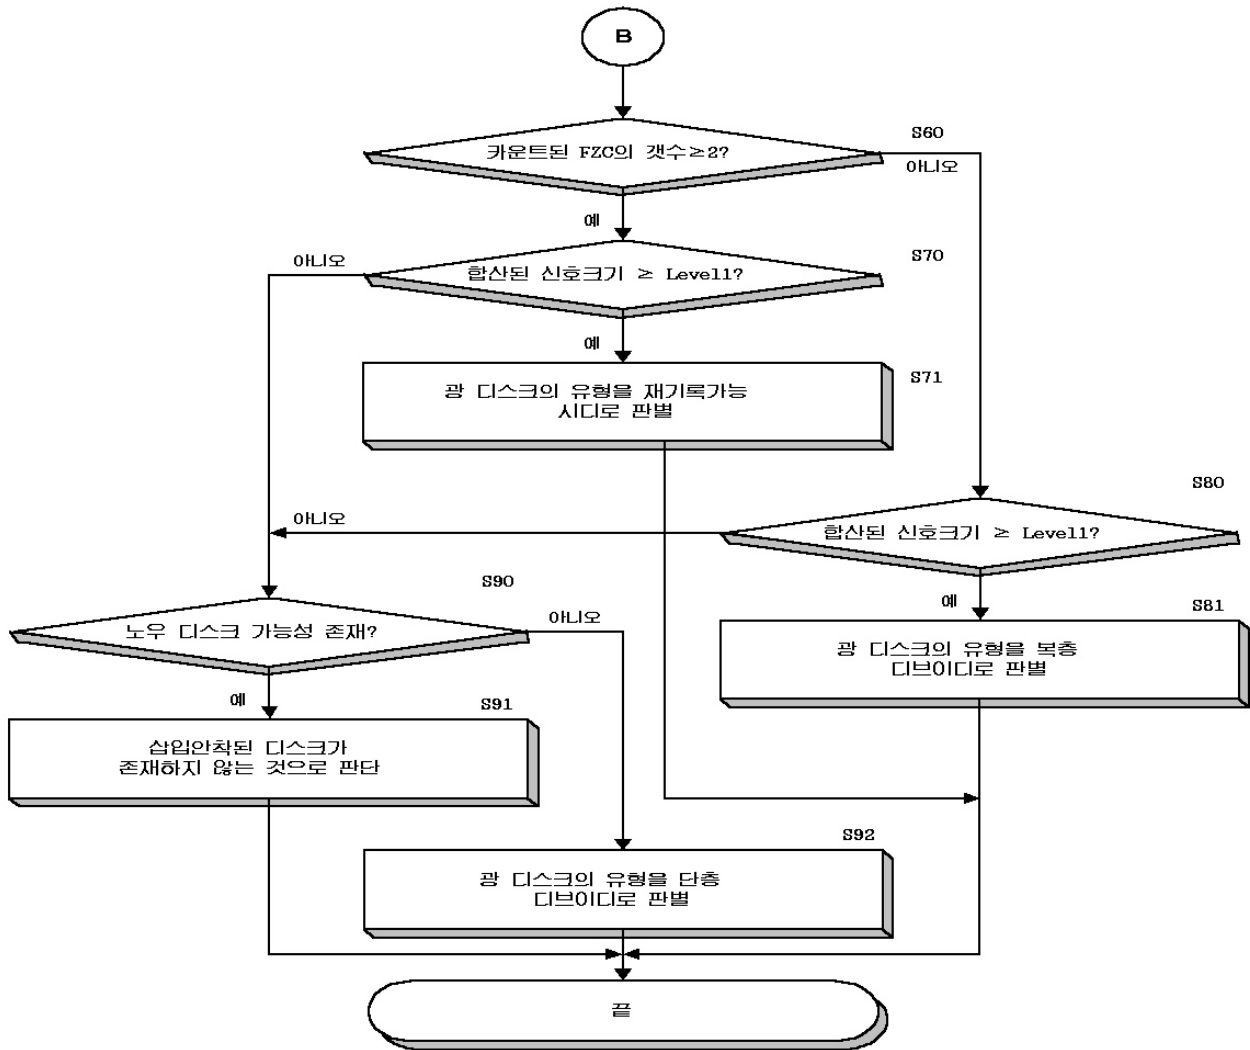 B
S60
카운트된 FZC의 갯수≥2?
아니오
예
S70
아니오
합산된 신호크기 ≥ Level1?
예
S71
광 디스크의 유형을 재기록가능
시디로 판별
S80
아니오
합산된 신호크기 ≥ Level1?
S90
예
S81
노우 디스크 가능성 존재?
아니오
광 디스크의 유형을 복층
디브이디로 판별
예
S91
삽입안착된 디스크가
존재하지 않는 것으로 판단
S92
광 디스크의 유형을 단층
디브이디로 판별
끝